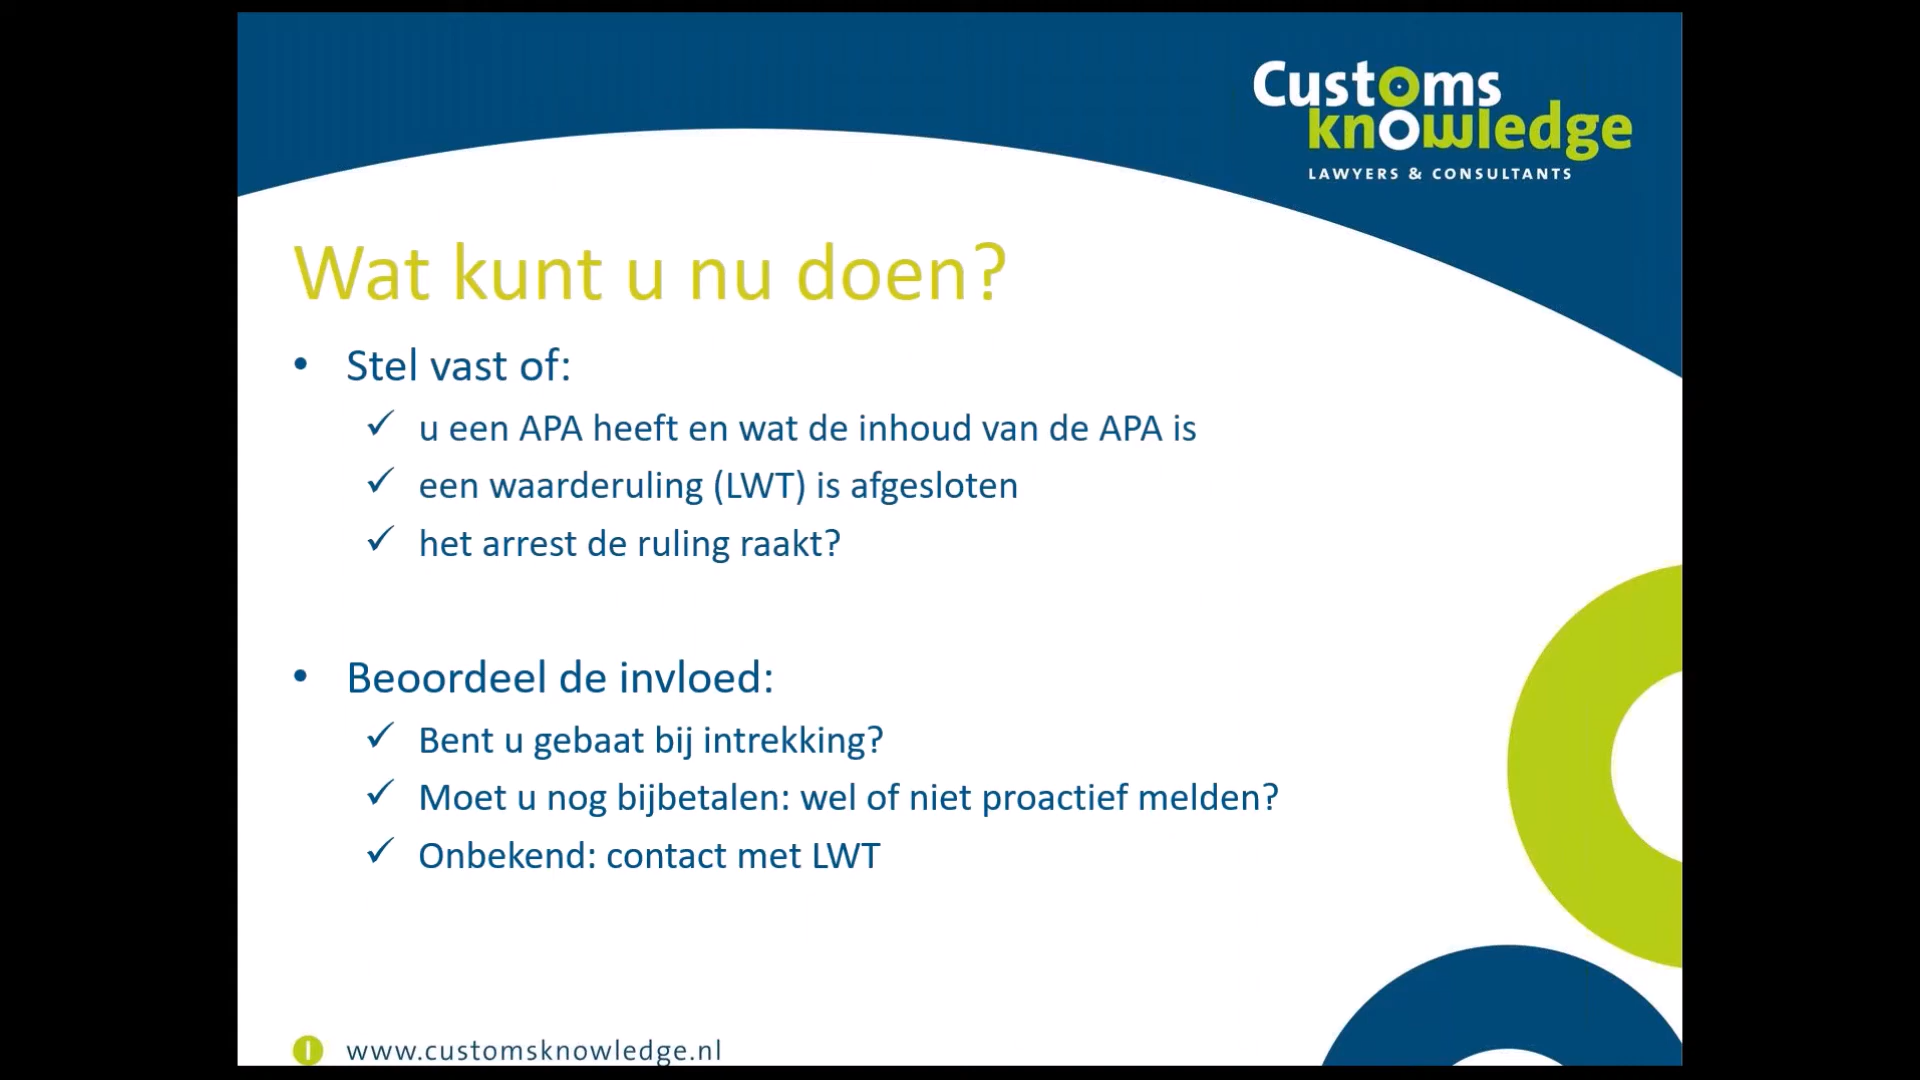 Customs
knowledge
LAWYERS & CONSULTANTS
Wat kunt u nu doen?
• Stel vast of:
✓ u een APA heeft en wat de inhoud van de APA is
✓ een waarderuling (LWT) is afgesloten
✓ het arrest de ruling raakt?
• Beoordeel de invloed:
✓ Bent u gebaat bij intrekking?
✓ Moet u nog bijbetalen: wel of niet proactief melden?
✓ Onbekend: contact met LWT
www.customsknowledge.nl